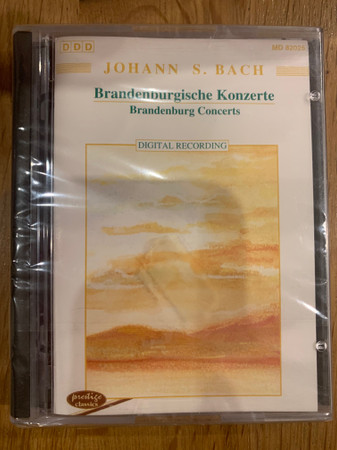 DDD
MD 82025
JOHANN S. BACH
Brandenburgische Konzerte
Brandenburg Concerts
DIGITAL RECORDING
prestige
classics